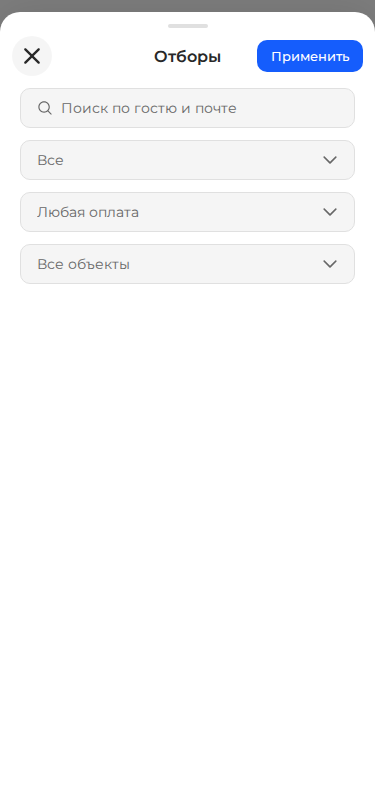 Отборы
Применить
Поиск по гостю и почте
Все
Любая оплата
Все объекты